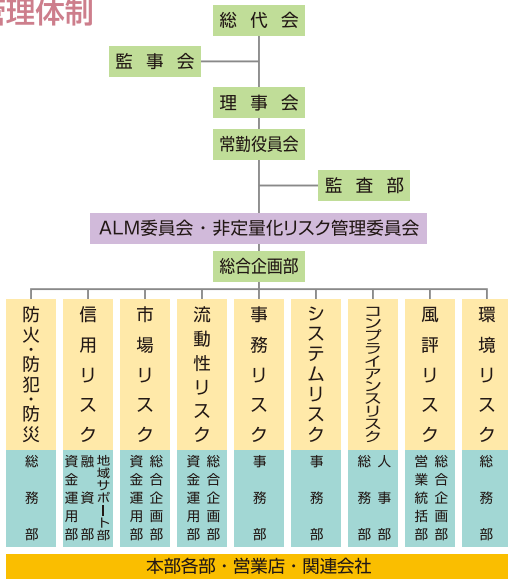 管理体制
総代会
監事会
理事会
常勤役員会
監査部
ALM委員会・非定量化リスク管理委員会
総合企画部
防火・防犯・防災
信用リスク
市場リスク
流動性リスク
事務リスク
システムリスク
コンプライアンスリスク
風評リスク
環境リスク
総務部
地域サポート部
融資部
資金運用部
総合企画部
資金運用部
総合企画部
資金運用部
事務部
事務部
人事部
総務部
総合企画部
営業統括部
総務部
本部各部・営業店・関連会社